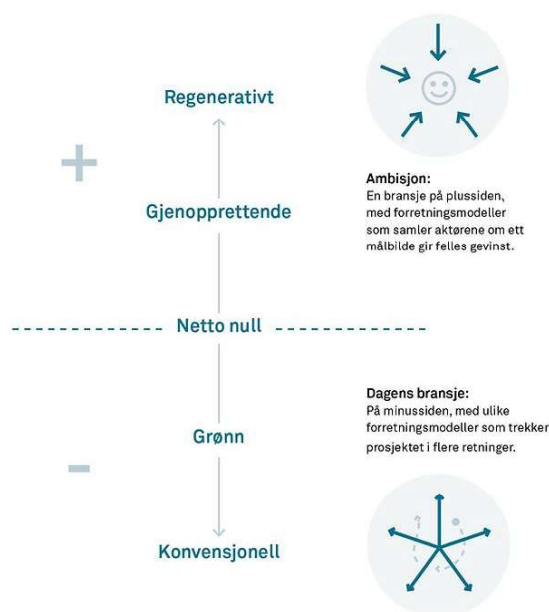 Regenerativt
+
Gjenopprettende
Ambisjon:
En bransje på plussiden,
med forretningsmodeller
som samler aktørene om ett
målbilde gir felles gevinst.
Netto null
Dagens bransje:
På minussiden, med ulike
forretningsmodeller som trekker
prosjektet i flere retninger.
Grønn
-
Konvensjonell